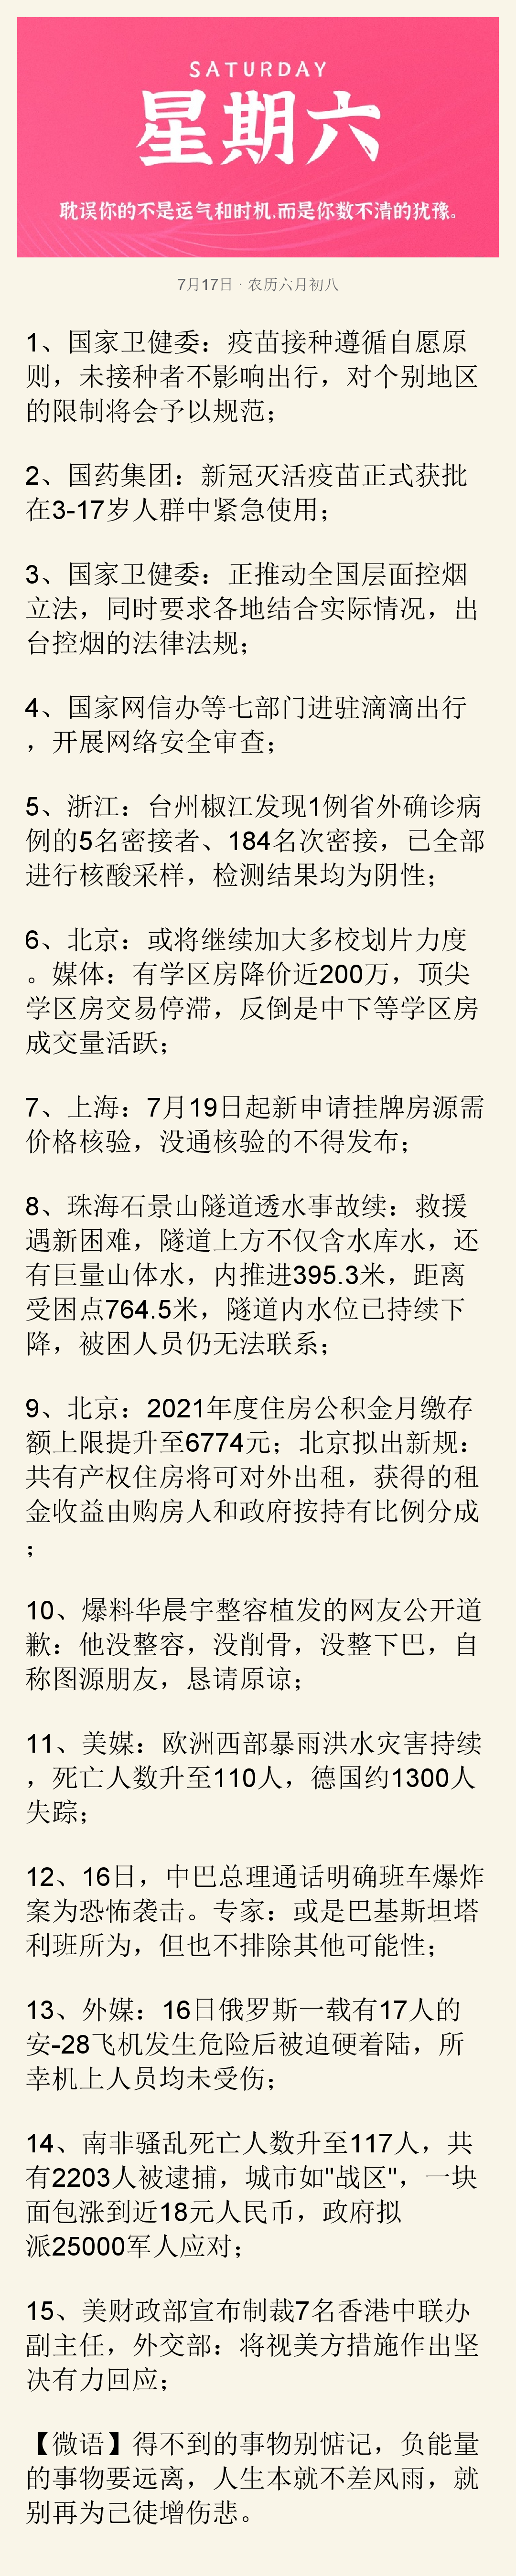 SATURDAY
星期六
耽误你的不是运气和时机,而是你数不清的犹豫。
7月17日 · 农历六月初八
1、国家卫健委：疫苗接种遵循自愿原
则，未接种者不影响出行，对个别地区
的限制将会予以规范；
2、国药集团：新冠灭活疫苗正式获批
在3-17岁人群中紧急使用；
3、国家卫健委：正推动全国层面控烟
立法，同时要求各地结合实际情况，出
台控烟的法律法规；
4、国家网信办等七部门进驻滴滴出行
，开展网络安全审查；
5、浙江：台州椒江发现1例省外确诊病
例的5名密接者、184名次密接，已全部
进行核酸采样，检测结果均为阴性；
6、北京：或将继续加大多校划片力度
。媒体：有学区房降价近200万，顶尖
学区房交易停滞，反倒是中下等学区房
成交量活跃；
7、上海：7月19日起新申请挂牌房源需
价格核验，没通核验的不得发布；
8、珠海石景山隧道透水事故续：救援
遇新困难，隧道上方不仅含水库水，还
有巨量山体水，内推进395.3米，距离
受困点764.5米，隧道内水位已持续下
降，被困人员仍无法联系；
9、北京：2021年度住房公积金月缴存
额上限提升至6774元；北京拟出新规：
共有产权住房将可对外出租，获得的租
金收益由购房人和政府按持有比例分成
；
10、爆料华晨宇整容植发的网友公开道
歉：他没整容，没削骨，没整下巴，自
称图源朋友，恳请原谅；
11、美媒：欧洲西部暴雨洪水灾害持续
，死亡人数升至110人，德国约1300人
失踪；
12、16日，中巴总理通话明确班车爆炸
案为恐怖袭击。专家：或是巴基斯坦塔
利班所为，但也不排除其他可能性；
13、外媒：16日俄罗斯一载有17人的
安-28飞机发生危险后被迫硬着陆，所
幸机上人员均未受伤；
14、南非骚乱死亡人数升至117人，共
有2203人被逮捕，城市如"战区"，一块
面包涨到近18元人民币，政府拟
派25000军人应对；
15、美财政部宣布制裁7名香港中联办
副主任，外交部：将视美方措施作出坚
决有力回应；
【微语】得不到的事物别惦记，负能量
的事物要远离，人生本就不差风雨，就
别再为己徒增伤悲。